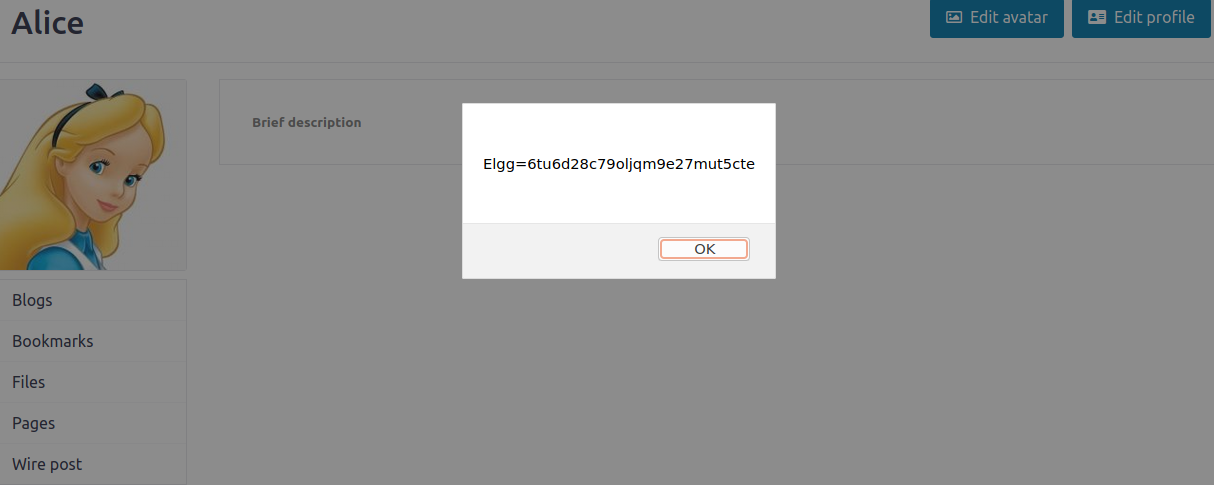 Alice
Edit avatar
Edit profile
Brief description
Elgg=6tu6d28c79oljqm9e27mut5cte
OK
Blogs
Bookmarks
Files
Pages
Wire post